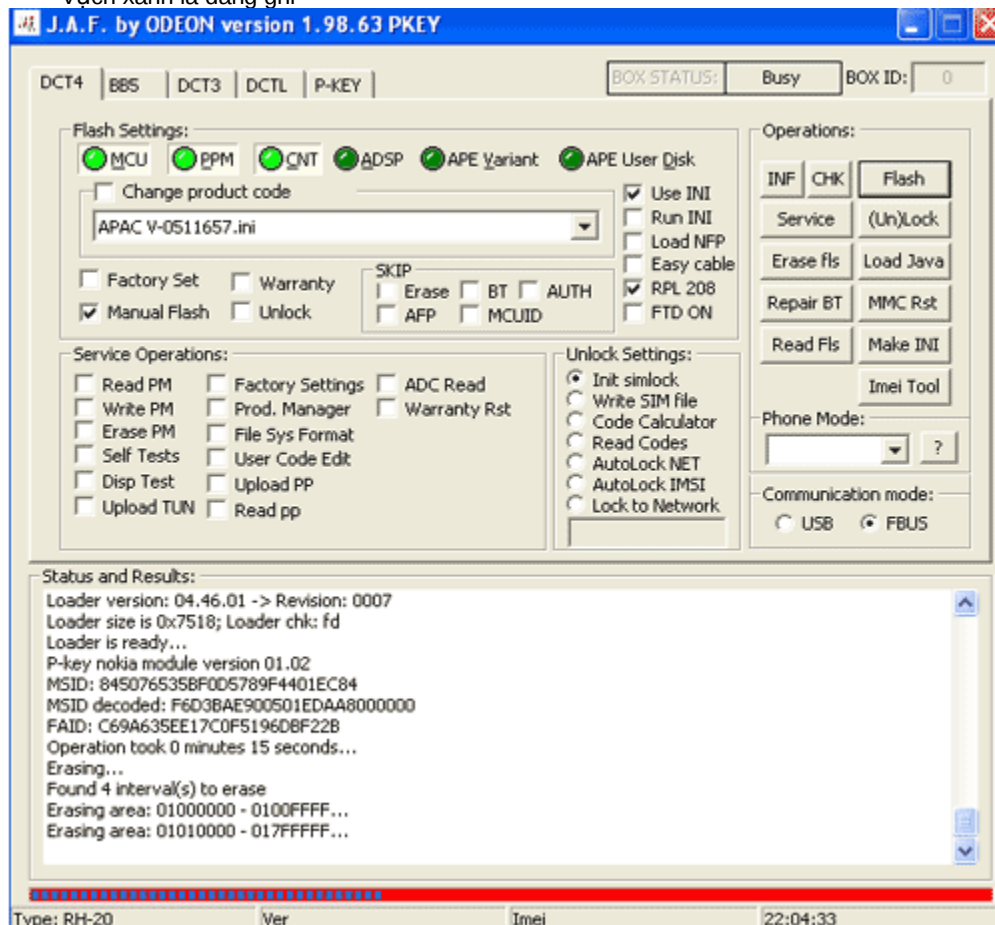 Vạch xanh là đang ghi
J.A.F. by ODEON version 1.98.63 PKEY
DCT4 BB5 DCT3 DCTL P-KEY
BOX STATUS: Busy BOX ID: 0
Flash Settings:
MCU PPM CNT ADSP APE Variant APE User Disk
Change product code
APAC V-0511657.ini
Use INI
Run INI
Load NFP
Easy cable
RPL 208
FTD ON
Factory Set Warranty
Manual Flash Unlock
SKIP
Erase BT AUTH
AFP MCUID
Operations:
INF CHK Flash
Service (Un)Lock
Erase fls Load Java
Repair BT MMC Rst
Read Fls Make INI
Imei Tool
Service Operations:
Read PM Factory Settings ADC Read
Write PM Prod. Manager Warranty Rst
Erase PM File Sys Format
Self Tests User Code Edit
Disp Test Upload PP
Upload TUN Read pp
Unlock Settings:
Init simlock
Write SIM file
Code Calculator
Read Codes
AutoLock NET
AutoLock IMSI
Lock to Network
Phone Mode:
?
Communication mode:
USB FBUS
Status and Results:
Loader version: 04.46.01 -> Revision: 0007
Loader size is 0x7518; Loader chk: fd
Loader is ready...
P-key nokia module version 01.02
MSID: 845076535BF0D5789F4401EC84
MSID decoded: F6D3BAE900501EDAA8000000
FAID: C69A635EE17C0F5196DBF22B
Operation took 0 minutes 15 seconds...
Erasing...
Found 4 interval(s) to erase
Erasing area: 01000000 - 0100FFFF...
Erasing area: 01010000 - 017FFFFF...
Type: RH-20 Ver Imei 22:04:33